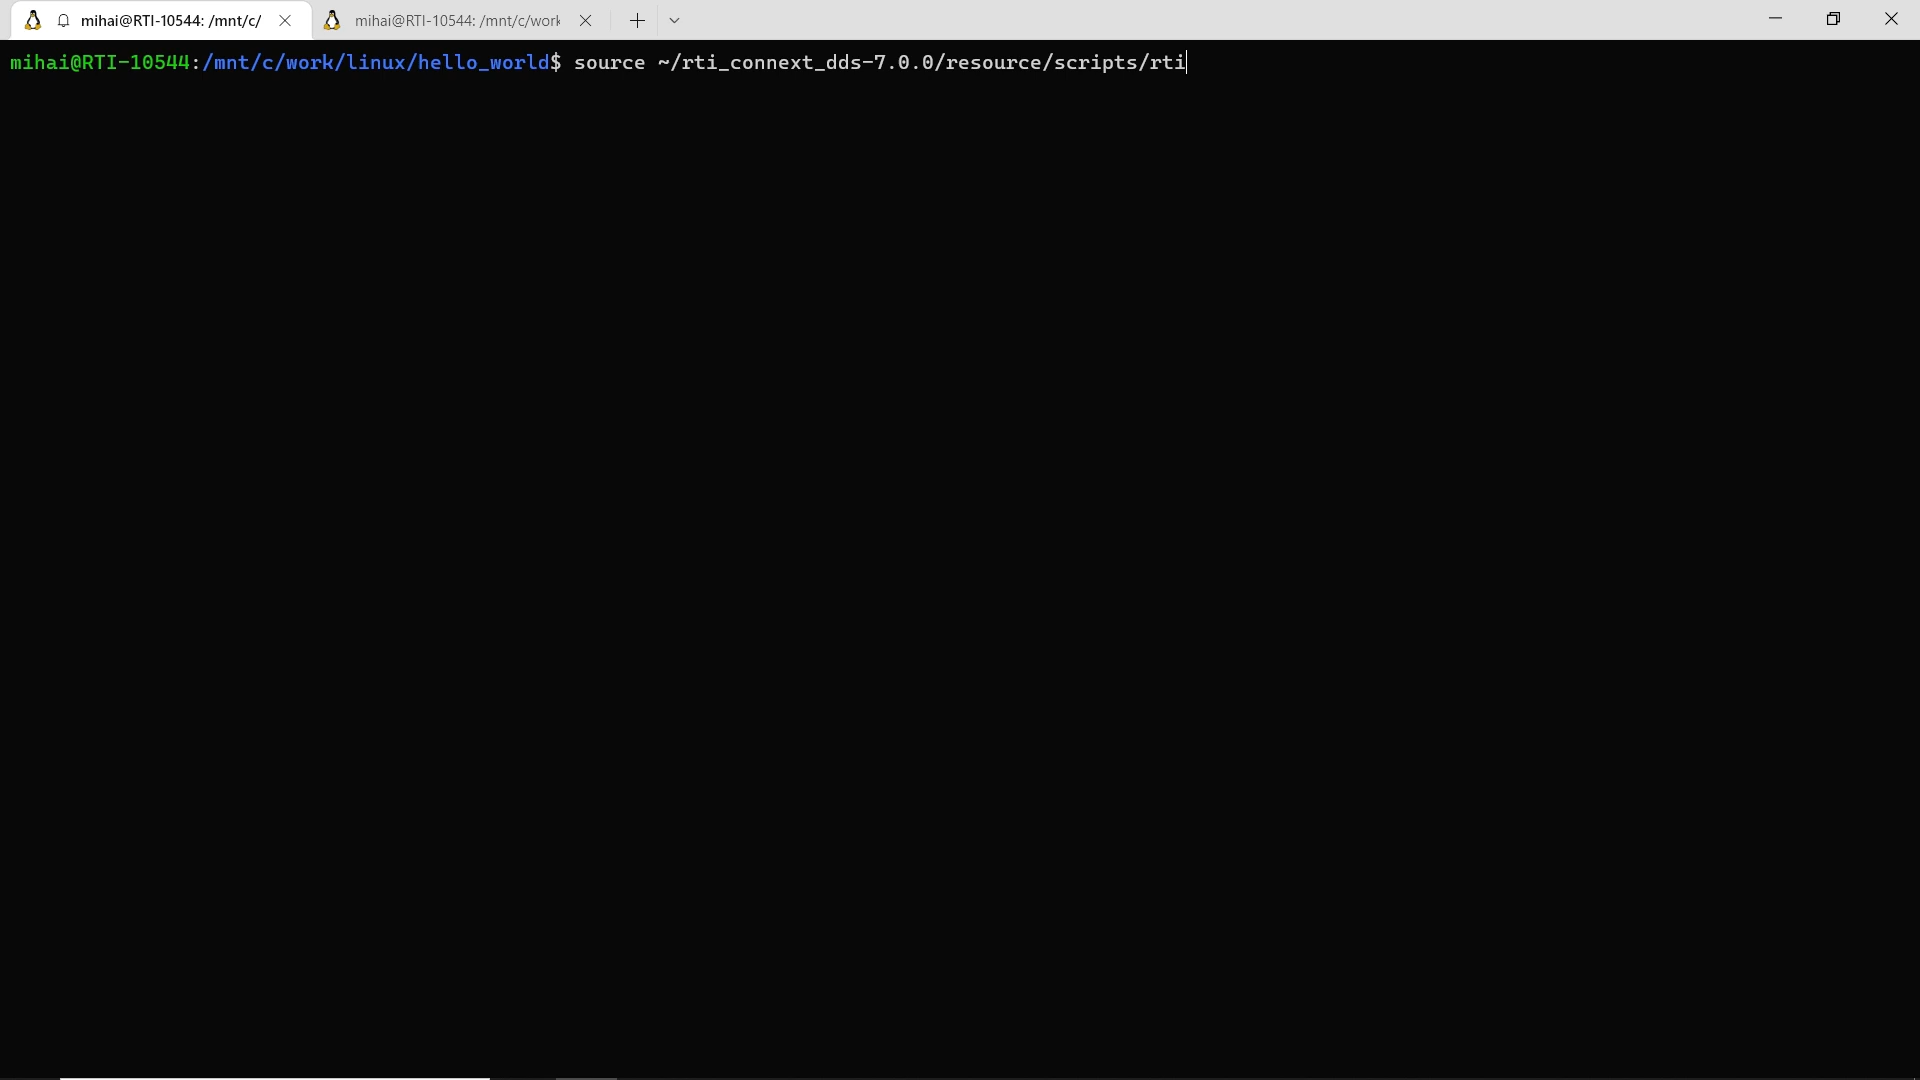 mihai@RTI-10544: /mnt/c/
mihai@RTI-10544: /mnt/c/work
mihai@RTI-10544:/mnt/c/work/linux/hello_world$ source ~/rti_connext_dds-7.0.0/resource/scripts/rti